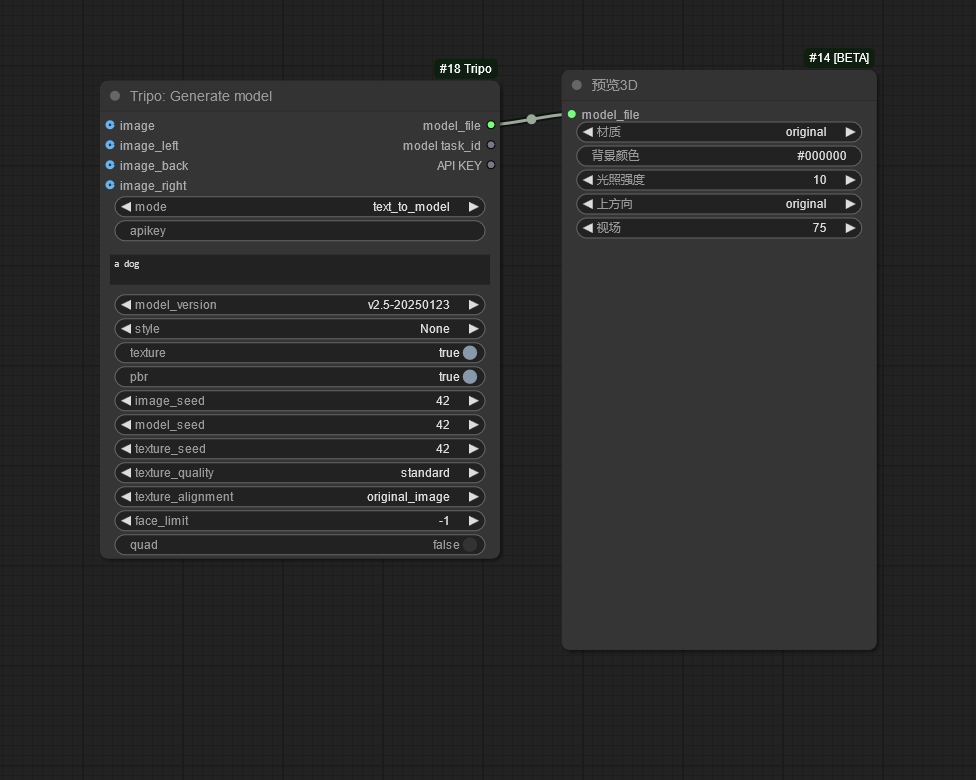 #18 Tripo
Tripo: Generate model
image
model_file
image_left
model task_id
image_back
API KEY
image_right
mode text_to_model
apikey
a dog
model_version v2.5-20250123
style None
texture true
pbr true
image_seed 42
model_seed 42
texture_seed 42
texture_quality standard
texture_alignment original_image
face_limit -1
quad false
#14 [BETA]
预览3D
model_file
材质 original
背景颜色 #000000
光照强度 10
上方向 original
视场 75